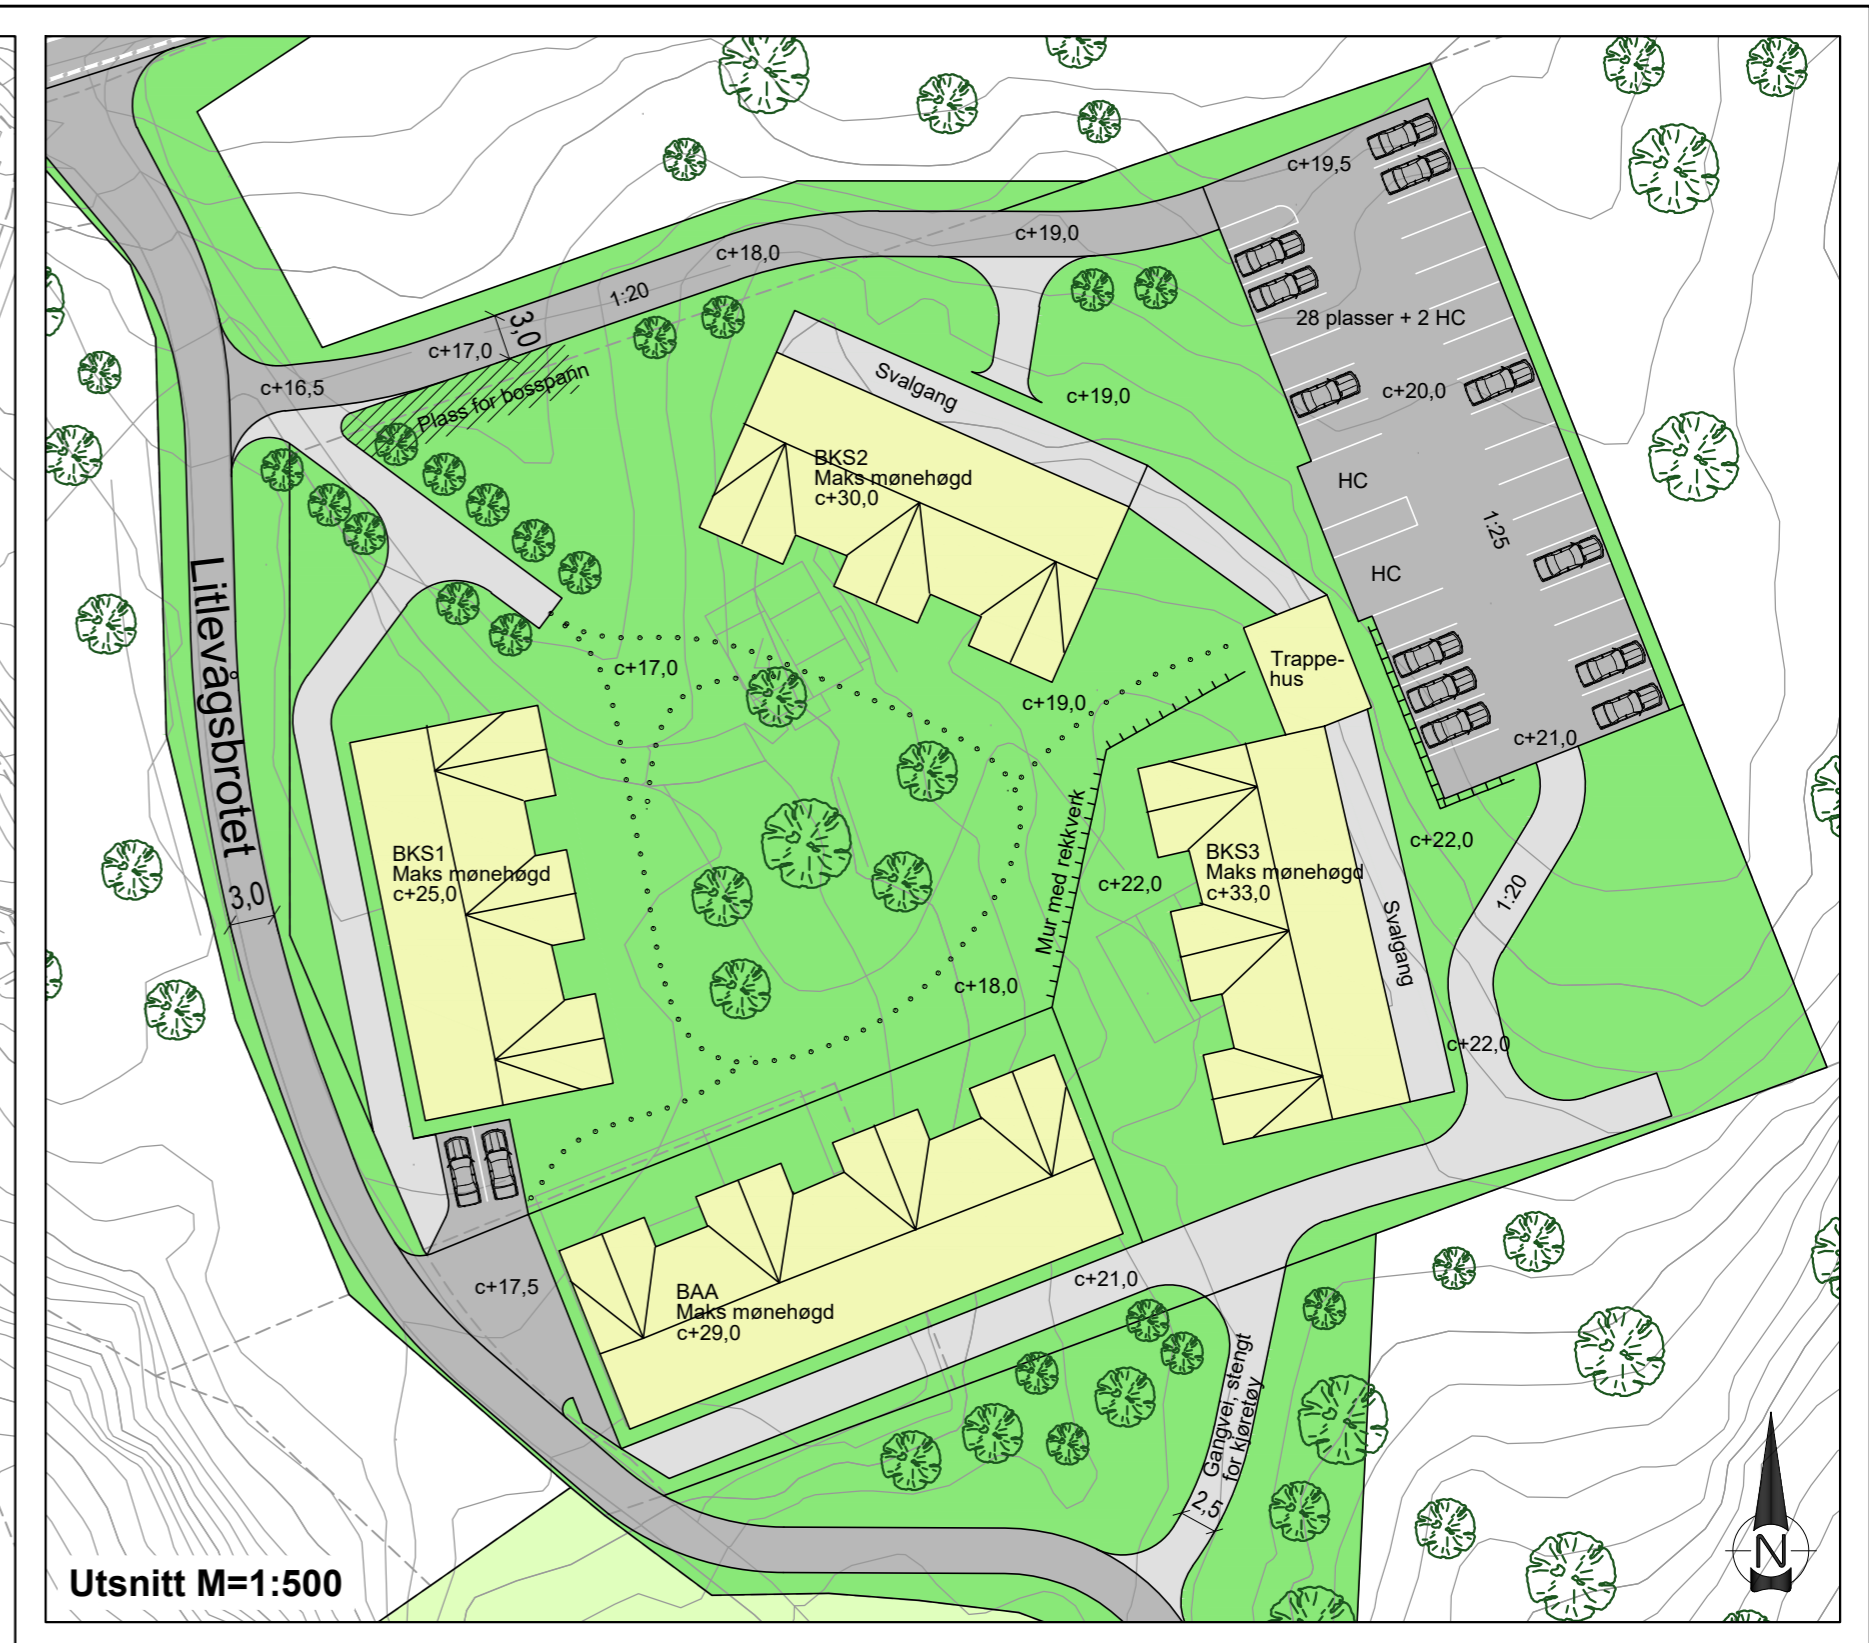 c+19,5
c+19,0
c+18,0
1:20
3,0
c+17,0
c+16,5
Plass for bosspann
28 plasser + 2 HC
c+20,0
c+19,0
Svalgang
BKS2
Maks mønehøgd
c+30,0
HC
1:25
HC
Litlevågsbrotet
c+17,0
Trappe-
hus
c+19,0
c+21,0
c+22,0
Mur med rekkverk
BKS1
Maks mønehøgd
c+25,0
3,0
c+22,0
BKS3
Maks mønehøgd
c+33,0
Svalgang
1:20
c+18,0
c+22,0
c+17,5
BAA
Maks mønehøgd
c+29,0
c+21,0
Gangvei, stengt
for kjøretøy
2,5
Utsnitt M=1:500
N